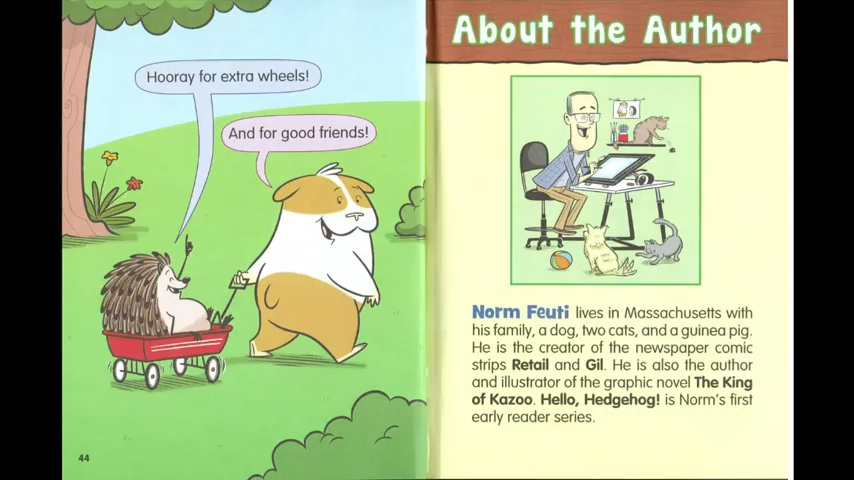 Hooray for extra wheels!
And for good friends!
44
About the Author
Norm Feuti lives in Massachusetts with
his family, a dog, two cats, and a guinea pig.
He is the creator of the newspaper comic
strips Retail and Gil. He is also the author
and illustrator of the graphic novel The King
of Kazoo. Hello, Hedgehog! is Norm's first
early reader series.